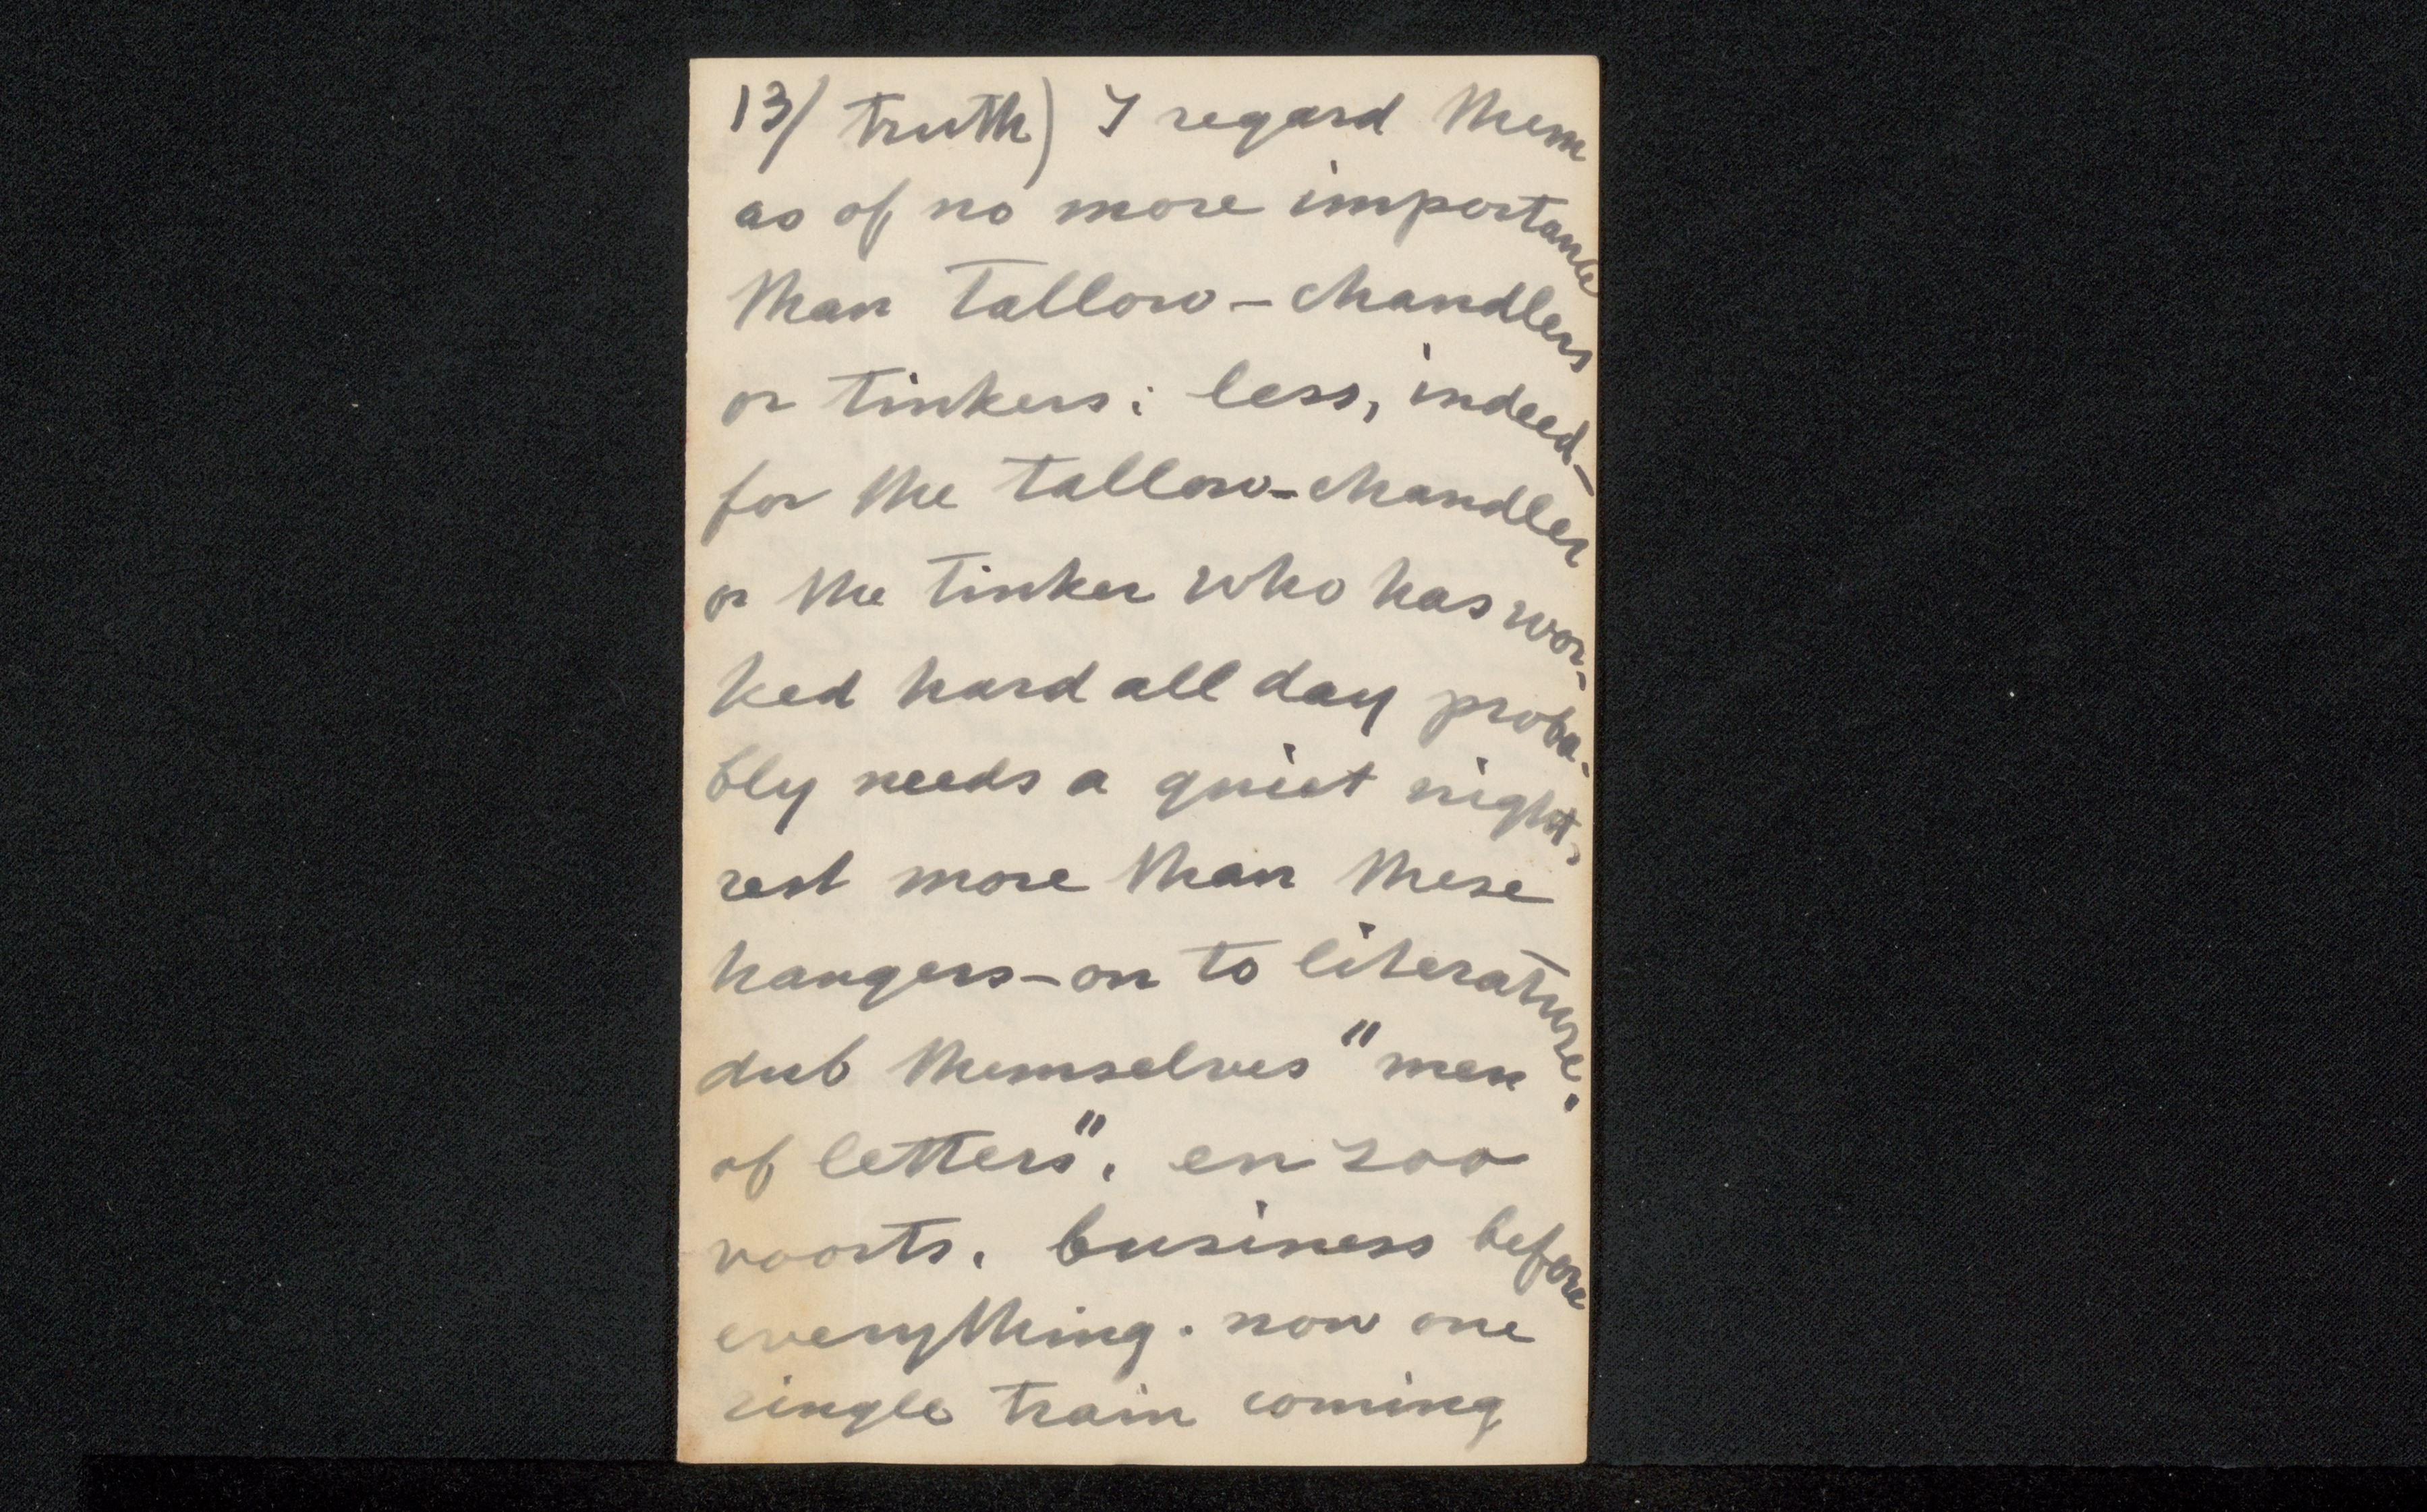 13/ truth) I regard them
as of no more importance
than tallow-chandlers
or tinkers: less, indeed–
for the tallow-chandler
or the tinker who has wor-
ked hard all day proba-
bly needs a quiet night,
rest more than these
hangers-on to literature.
dub themselves "men
of letters". en zoo
voorts. business before
everything. now one
single train coming